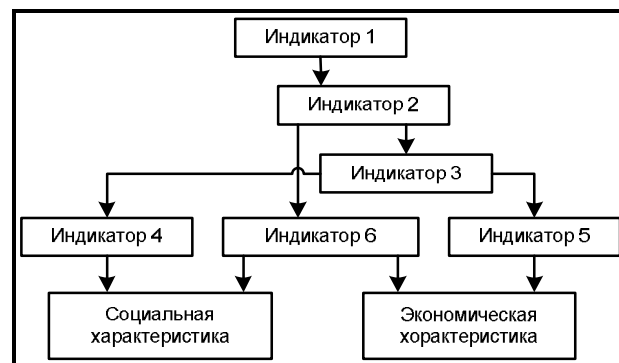 Индикатор 1
Индикатор 2
Индикатор 3
Индикатор 4
Индикатор 6
Индикатор 5
Социальная
характеристика
Экономическая
хорактеристика